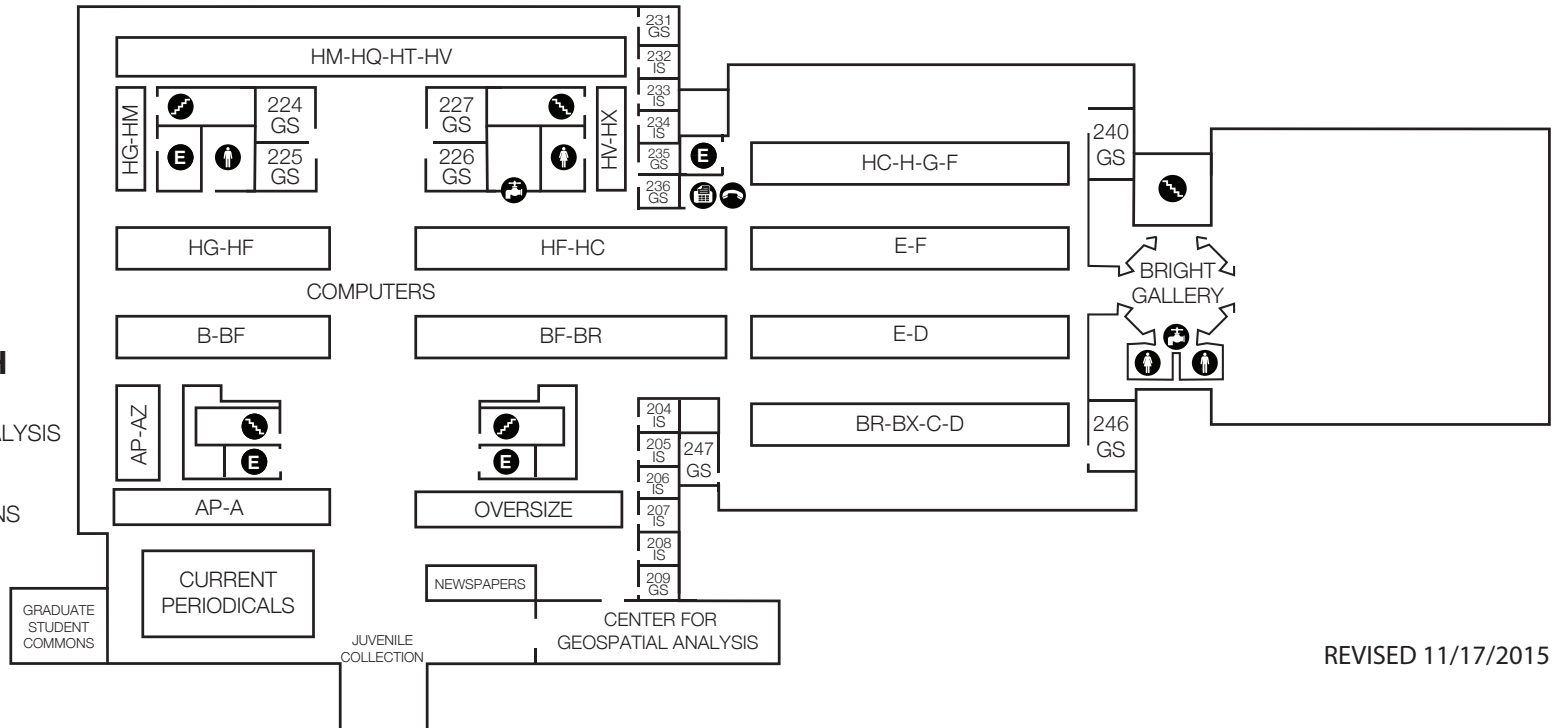 231
GS
HM-HQ-HT-HV
232
IS
HG-HM
224
GS
227
GS
HV-HX
233
IS
234
IS
240
GS
E
225
GS
226
GS
235
GS
E
HC-H-G-F
236
GS
HG-HF
HF-HC
E-F
COMPUTERS
BRIGHT
GALLERY
B-BF
BF-BR
E-D
H
AP-AZ
204
IS
BR-BX-C-D
246
GS
ALYSIS
E
E
205
IS
247
GS
206
IS
AP-A
OVERSIZE
207
IS
NS
208
IS
CURRENT
PERIODICALS
NEWSPAPERS
209
GS
GRADUATE
STUDENT
COMMONS
CENTER FOR
GEOSPATIAL ANALYSIS
JUVENILE
COLLECTION
REVISED 11/17/2015